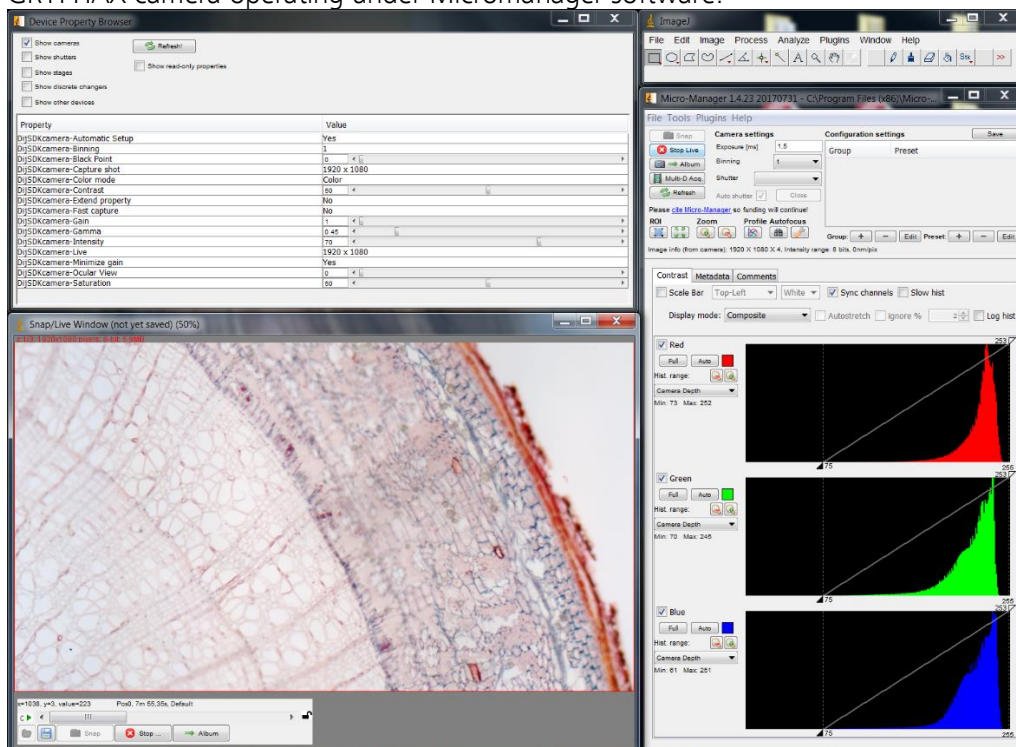 GRYPHAX camera operating under Micromanager software.
Device Property Browser
Show cameras
Refresh!
Show shutters
Show read-only properties
Show stages
Show discrete changers
Show other devices
Property Value
DijSDKcamera-Automatic Setup Yes
DijSDKcamera-Binning 1
DijSDKcamera-Black Point 0
DijSDKcamera-Capture shot 1920 x 1080
DijSDKcamera-Color mode Color
DijSDKcamera-Contrast 50
DijSDKcamera-Extend property No
DijSDKcamera-Fast capture No
DijSDKcamera-Gain 1
DijSDKcamera-Gamma 0.45
DijSDKcamera-Intensity 70
DijSDKcamera-Live 1920 x 1080
DijSDKcamera-Minimize gain Yes
DijSDKcamera-Ocular View 0
DijSDKcamera-Saturation 50
Snap/Live Window (not yet saved) (50%)
x=1038, y=3, value=223 Pos0, 7m 55,35s, Default
Snap Stop ... Album
ImageJ
File Edit Image Process Analyze Plugins Window Help
Stk
Micro-Manager 1.4.23 20170731 - C:\Program Files (x86)\Micro-...
File Tools Plugins Help
Snap Camera settings Configuration settings Save
Stop Live Exposure [ms] 1.5 Group Preset
Album Binning 1
Multi-D Acq. Shutter
Refresh Auto shutter Close
Please cite Micro-Manager so funding will continue!
ROI Zoom Profile Autofocus
Group: + - Edit Preset: + - Edit
Image info (from camera): 1920 X 1080 X 4, Intensity range: 8 bits, 0nm/pix
Contrast Metadata Comments
Scale Bar Top-Left White Sync channels Slow hist
Display mode: Composite Autostretch Ignore % 2 Log hist
Red 253
Full Auto
Hist. range:
Camera Depth
Min: 73 Max: 252
75 255
Green 253
Full Auto
Hist. range:
Camera Depth
Min: 70 Max: 245
75 255
Blue 253
Full Auto
Hist. range:
Camera Depth
Min: 61 Max: 251
75 255